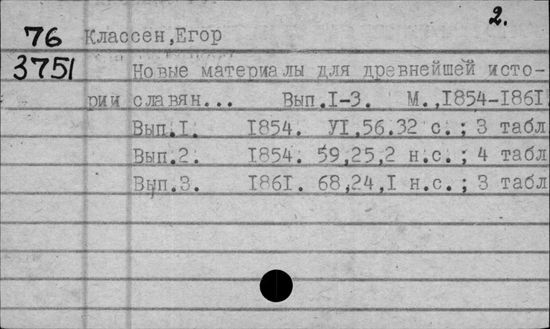 2.
76 Классен,Егор
3751 Новые материалы для древнейшей исто-
рии славян... Вып.I-3. М.,I854-I86I
Вып.I. I854. УI,56.32 с.; 3 табл
Вып.2. I854. 59,25,2 н.с.; 4 табл
Вып.3. I86I. 68,24,I н.с.; 3 табл